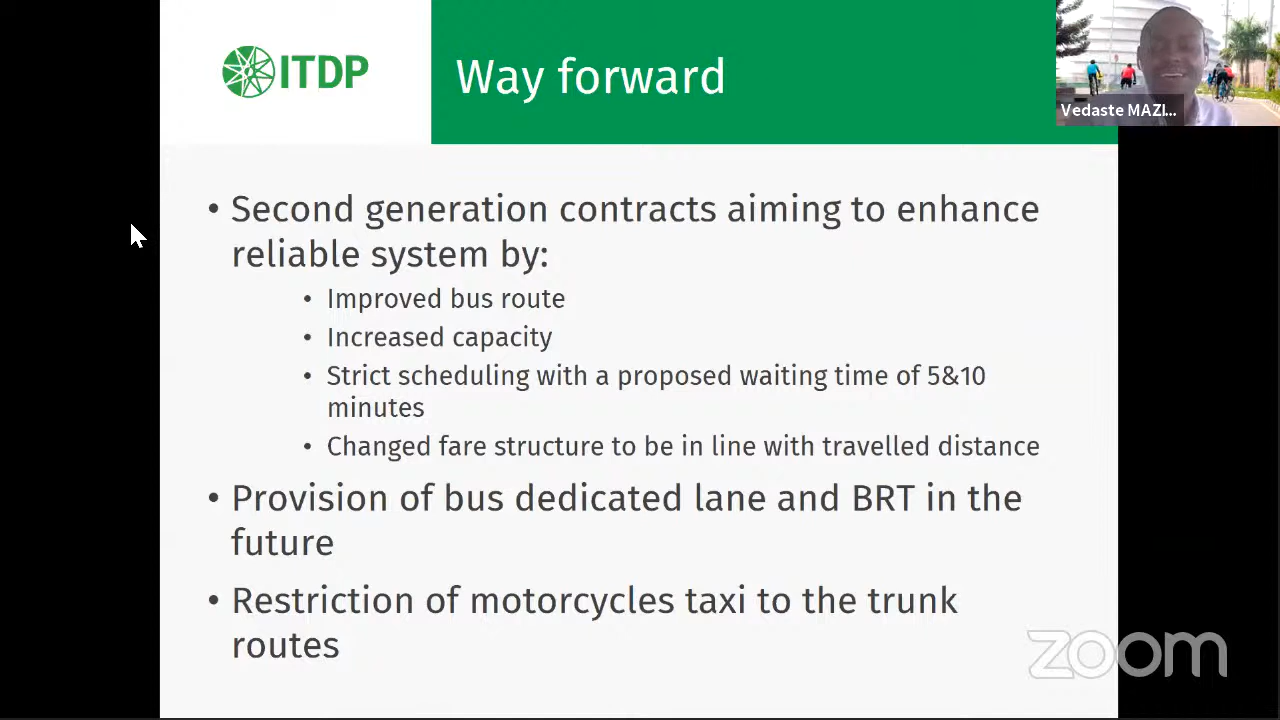 ITDP
Way forward
Vedaste MAZI...
• Second generation contracts aiming to enhance
reliable system by:
• Improved bus route
• Increased capacity
• Strict scheduling with a proposed waiting time of 5&10
minutes
• Changed fare structure to be in line with travelled distance
• Provision of bus dedicated lane and BRT in the
future
• Restriction of motorcycles taxi to the trunk
routes
zoom